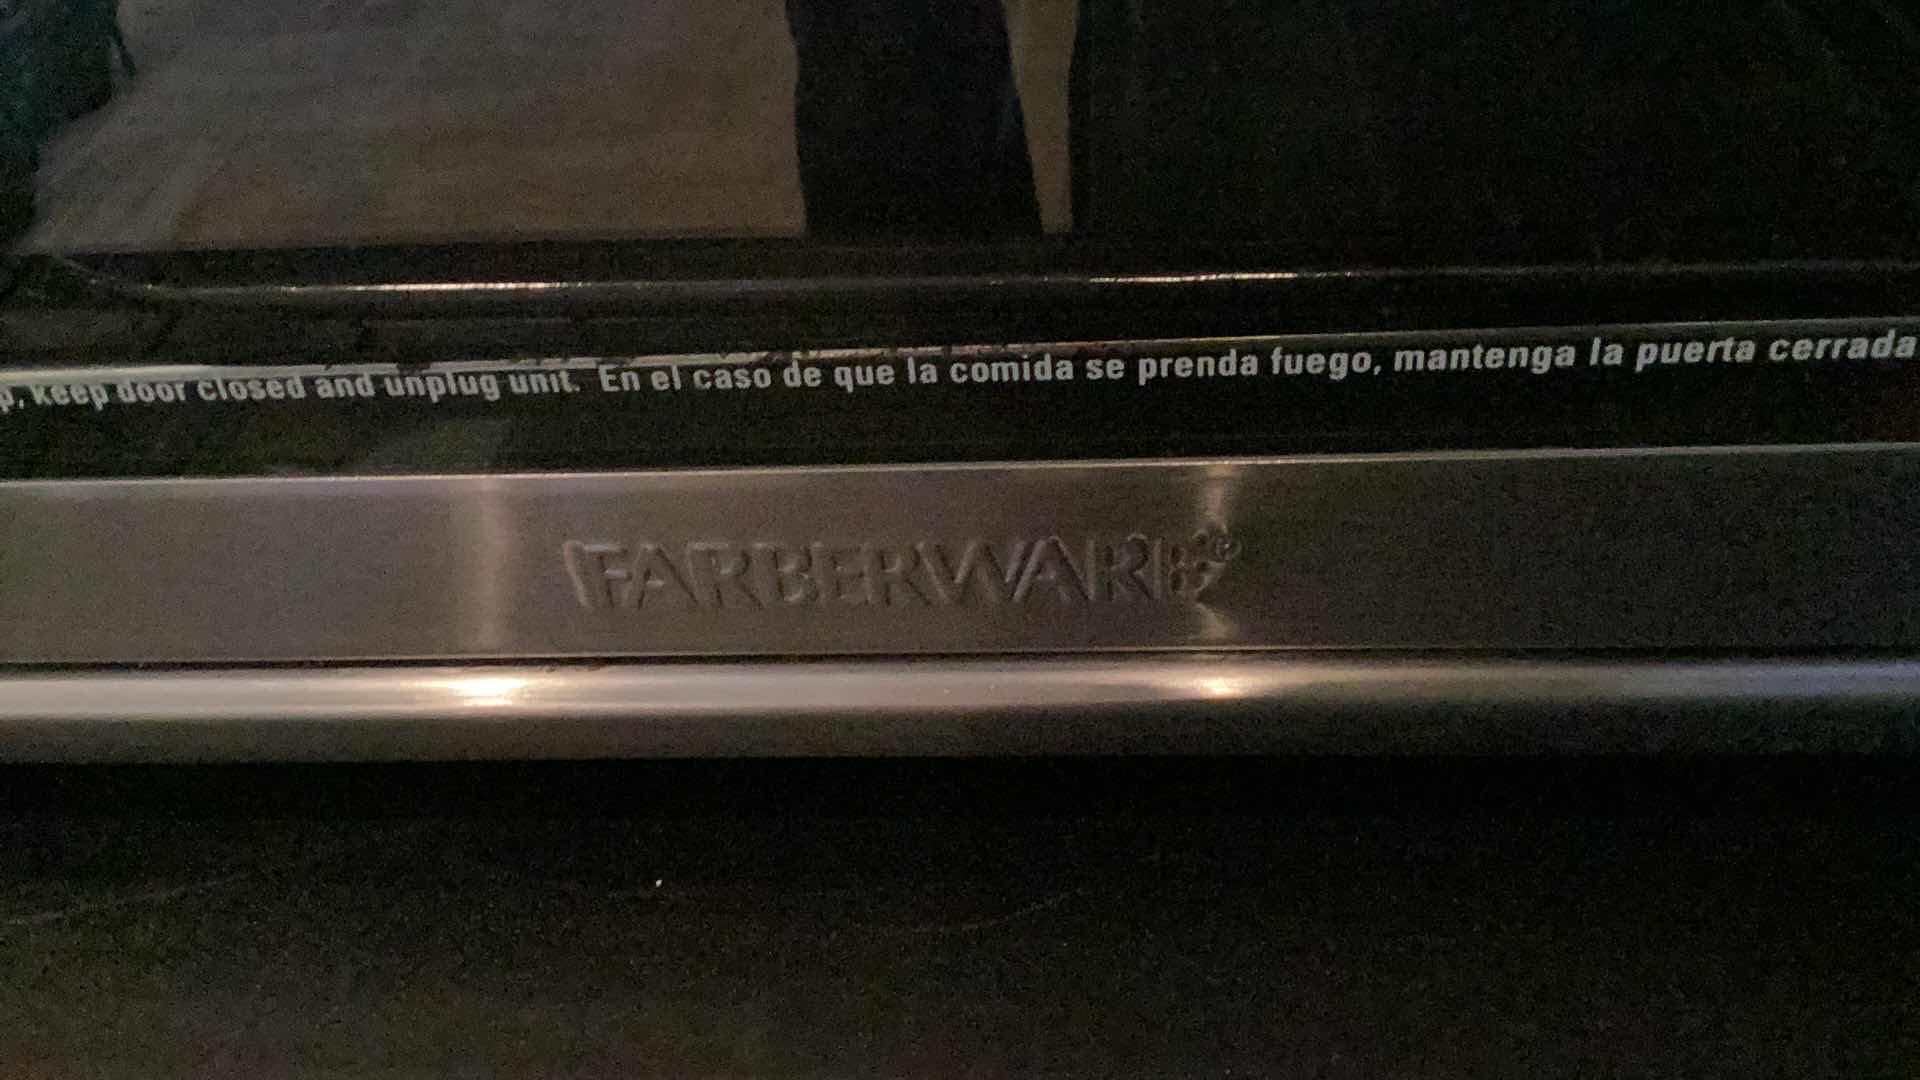 p, keep door closed and unplug unit. En el caso de que la comida se prenda fuego, mantenga la puerta cerrada
FARBERWARE®